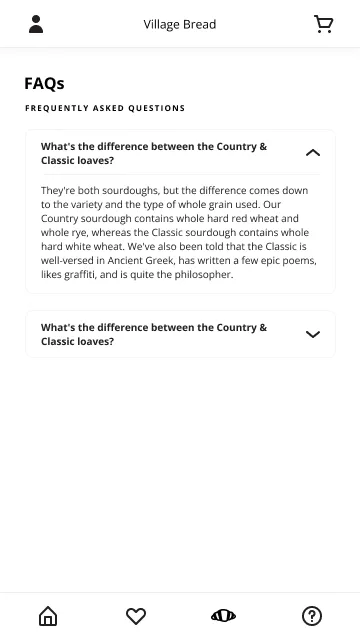 Village Bread
FAQs
FREQUENTLY ASKED QUESTIONS
What's the difference between the Country &
Classic loaves?
They're both sourdoughs, but the difference comes down
to the variety and the type of whole grain used. Our
Country sourdough contains whole hard red wheat and
whole rye, whereas the Classic sourdough contains whole
hard white wheat. We've also been told that the Classic is
well-versed in Ancient Greek, has written a few epic poems,
likes graffiti, and is quite the philosopher.
What's the difference between the Country &
Classic loaves?